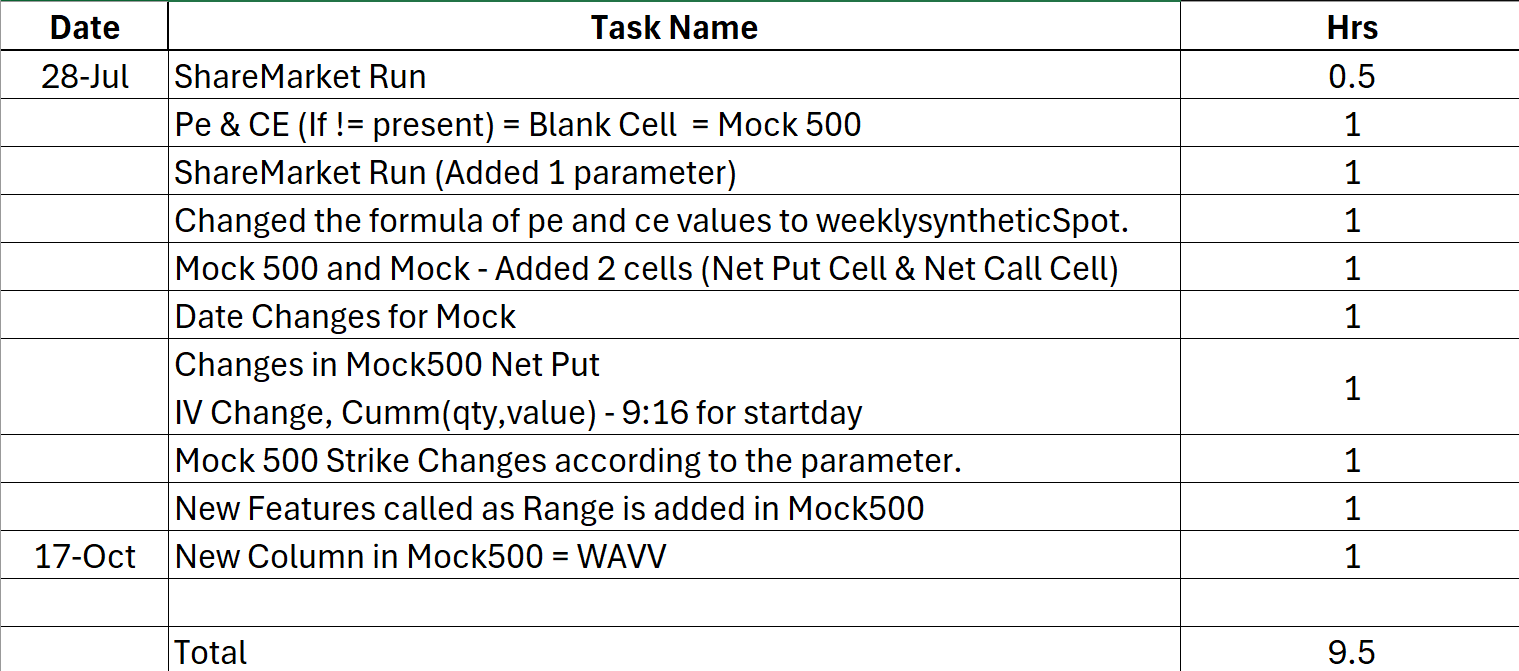 Date Task Name Hrs
28-Jul ShareMarket Run 0.5
Pe & CE (If != present) = Blank Cell  = Mock 500 1
ShareMarket Run (Added 1 parameter) 1
Changed the formula of pe and ce values to weeklysyntheticSpot. 1
Mock 500 and Mock - Added 2 cells (Net Put Cell & Net Call Cell) 1
Date Changes for Mock 1
Changes in Mock500 Net Put
IV Change, Cumm(qty,value) - 9:16 for startday 1
Mock 500 Strike Changes according to the parameter. 1
New Features called as Range is added in Mock500 1
17-Oct New Column in Mock500 = WAVV 1
Total 9.5